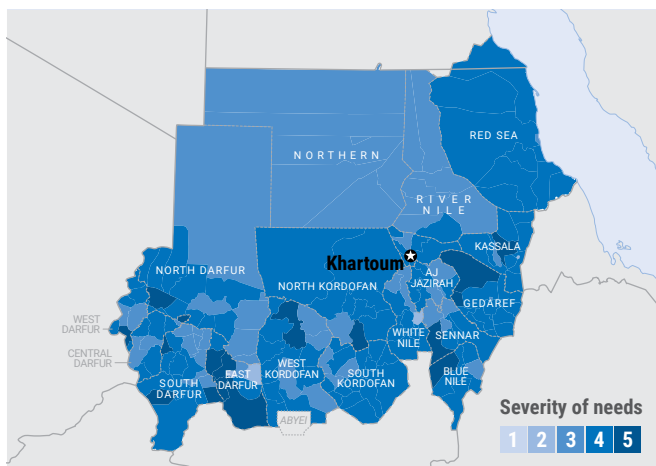 RED SEA
NORTHERN
RIVER
NILE
KASSALA
Khartoum
NORTH DARFUR
AJ
JAZIRAH
NORTH KORDOFAN
GEDAREF
WEST
DARFUR
WHITE
NILE
SENNAR
CENTRAL
DARFUR
WEST
KORDOFAN
EAST
DARFUR
SOUTH
KORDOFAN
BLUE
NILE
SOUTH
DARFUR
ABYEI
Severity of needs
1 2 3 4 5